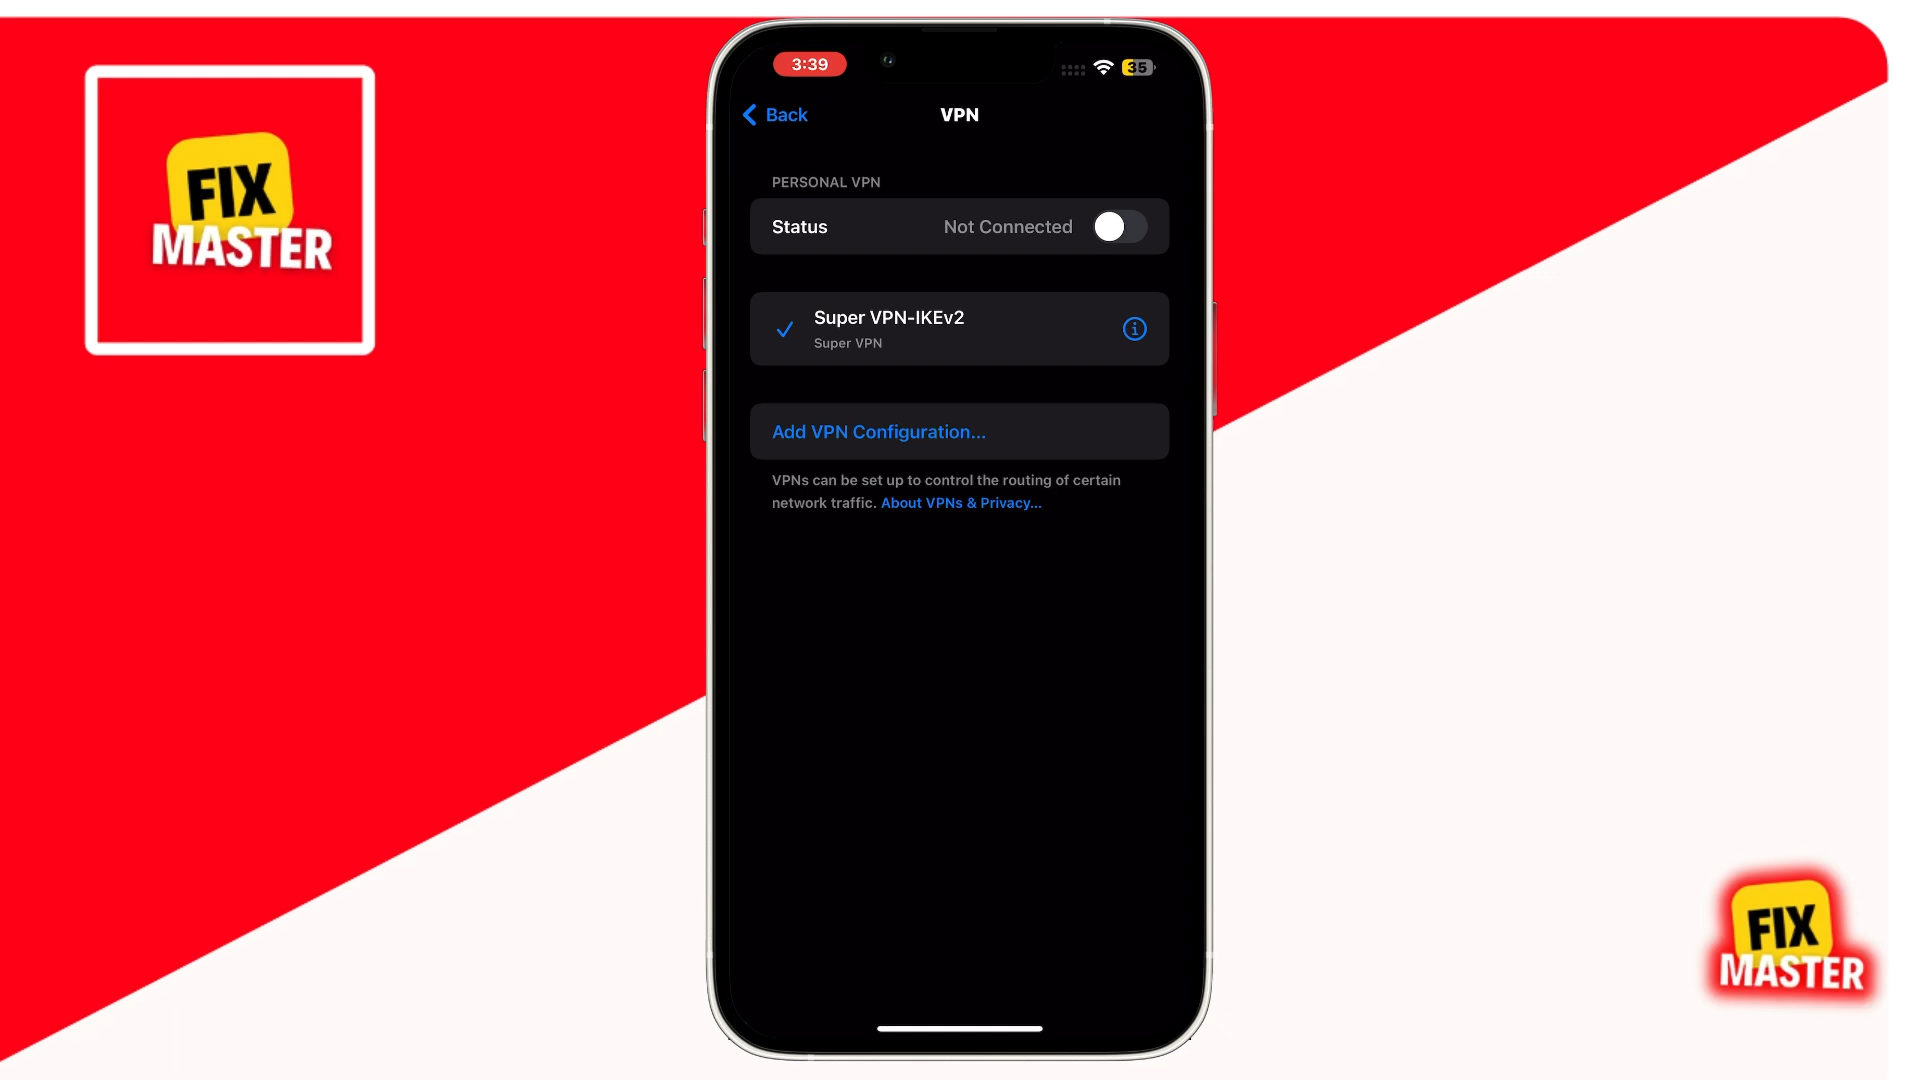 FIX
MASTER
3:39
35
Back
VPN
PERSONAL VPN
Status
Not Connected
Super VPN-IKEv2
Super VPN
Add VPN Configuration...
VPNs can be set up to control the routing of certain
network traffic. About VPNs & Privacy...
FIX
MASTER